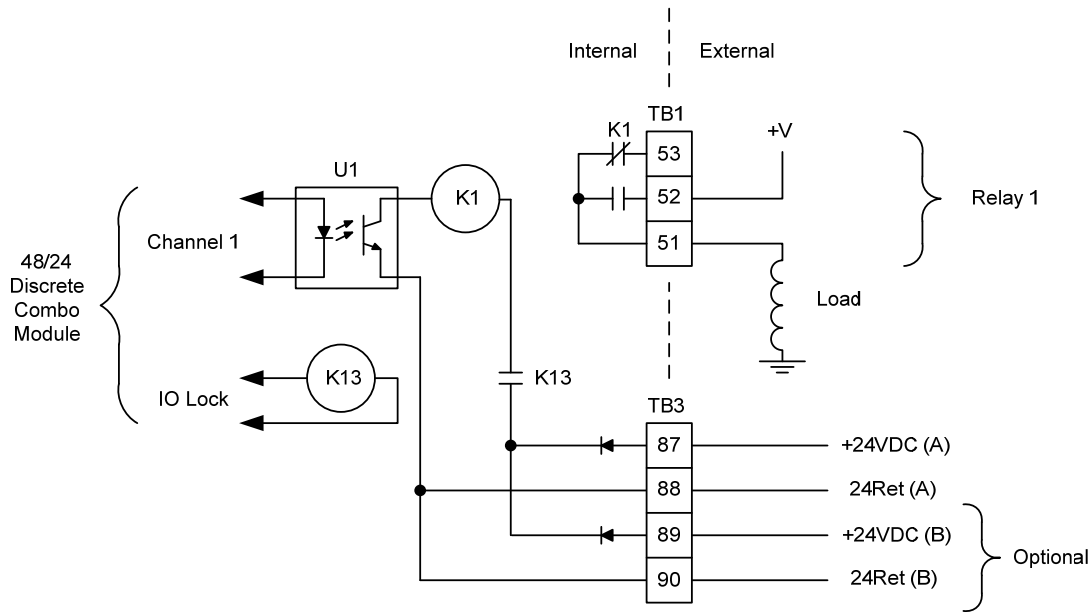 Internal
External
TB1
K1
53
+V
52
Relay 1
51
Load
U1
K1
Channel 1
48/24
Discrete
Combo
Module
K13
IO Lock
K13
TB3
87
+24VDC (A)
88
24Ret (A)
89
+24VDC (B)
Optional
90
24Ret (B)